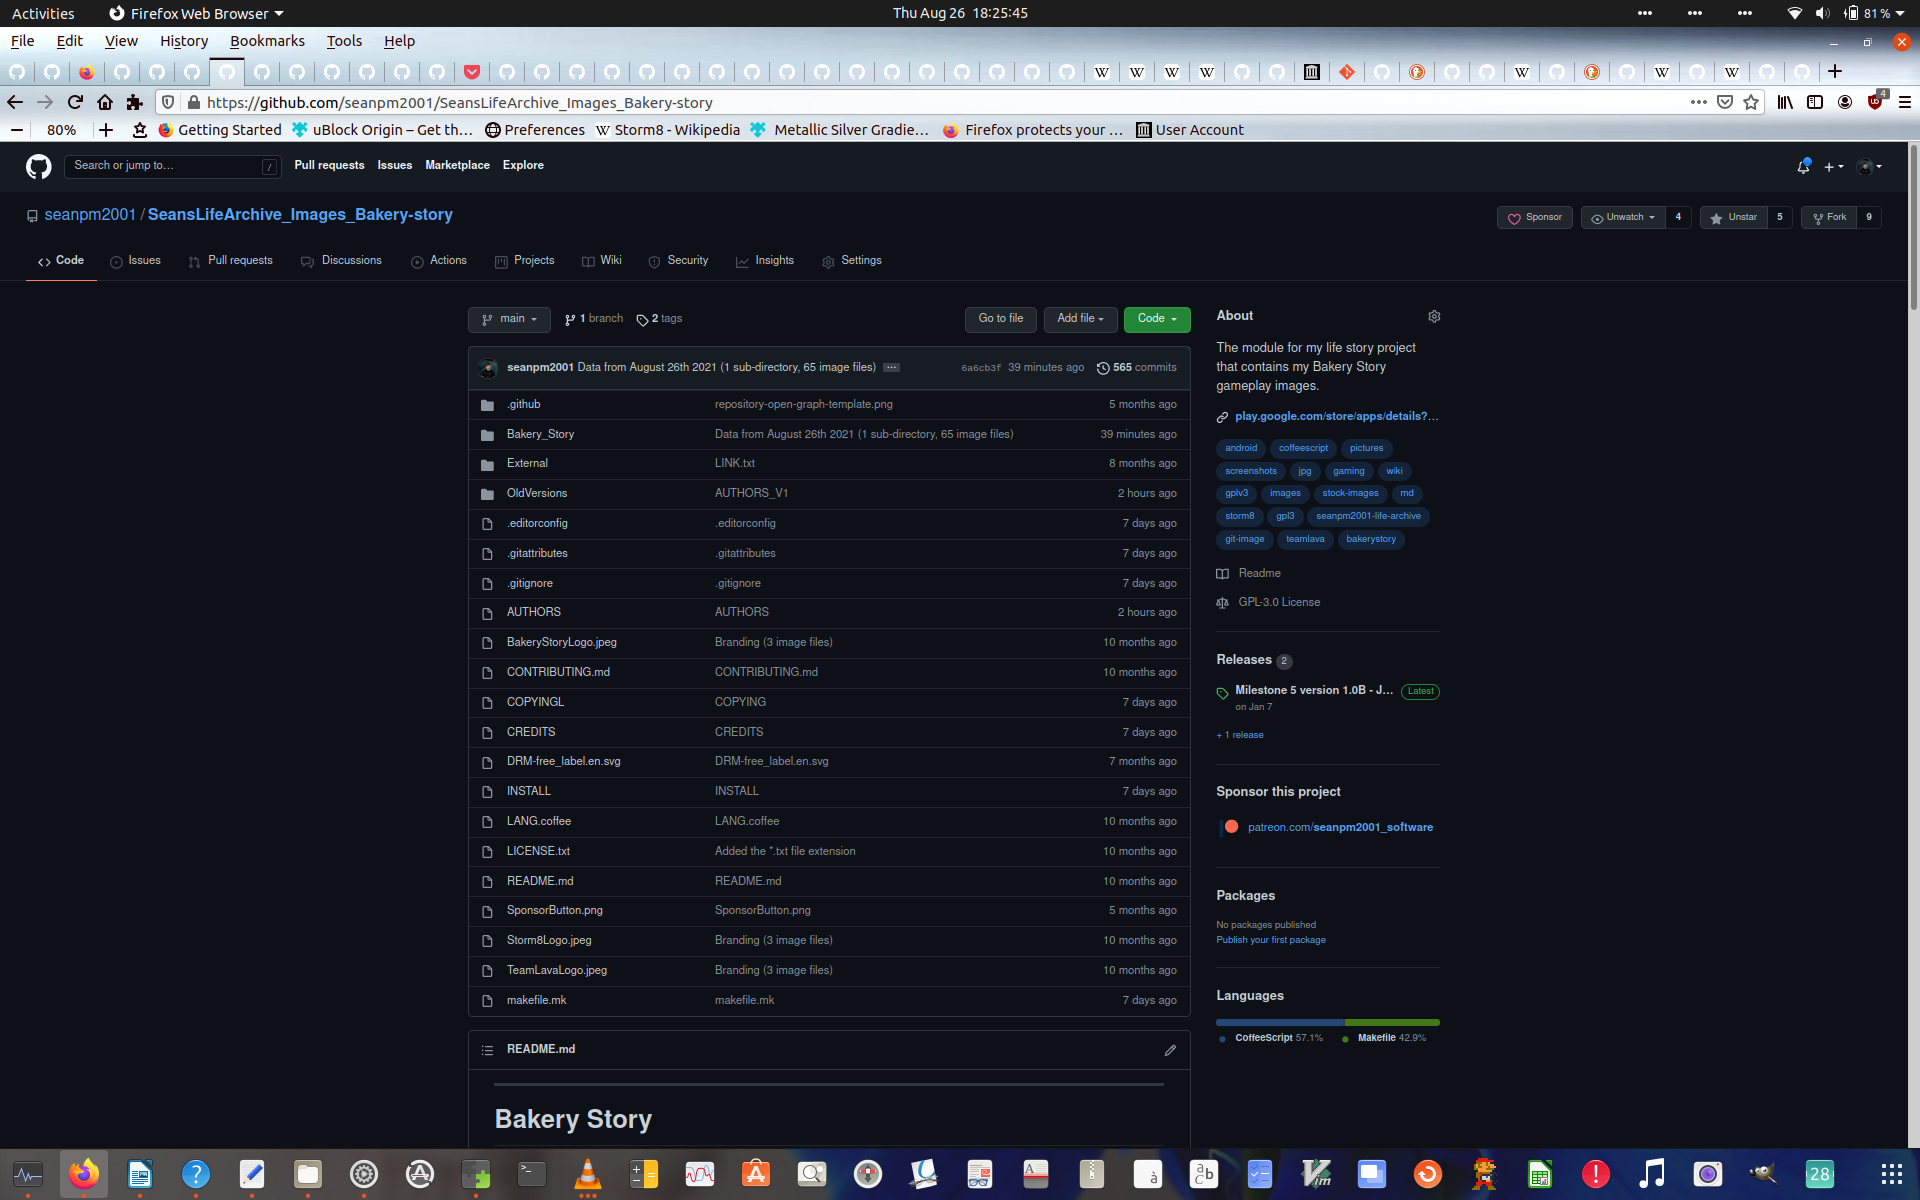 Activities Firefox Web Browser Thu Aug 26 18:25:45 81 %
File Edit View History Bookmarks Tools Help
https://github.com/seanpm2001/SeansLifeArchive_Images_Bakery-story 4
80% Getting Started uBlock Origin – Get th… Preferences Storm8 - Wikipedia Metallic Silver Gradie… Firefox protects your … User Account
Search or jump to… / Pull requests Issues Marketplace Explore
seanpm2001 / SeansLifeArchive_Images_Bakery-story Sponsor Unwatch 4 Unstar 5 Fork 9
Code Issues Pull requests Discussions Actions Projects Wiki Security Insights Settings
main 1 branch 2 tags Go to file Add file Code
seanpm2001 Data from August 26th 2021 (1 sub-directory, 65 image files) ... 6a6cb3f 39 minutes ago 565 commits
.github repository-open-graph-template.png 5 months ago
Bakery_Story Data from August 26th 2021 (1 sub-directory, 65 image files) 39 minutes ago
External LINK.txt 8 months ago
OldVersions AUTHORS_V1 2 hours ago
.editorconfig .editorconfig 7 days ago
.gitattributes .gitattributes 7 days ago
.gitignore .gitignore 7 days ago
AUTHORS AUTHORS 2 hours ago
BakeryStoryLogo.jpeg Branding (3 image files) 10 months ago
CONTRIBUTING.md CONTRIBUTING.md 10 months ago
COPYINGL COPYING 7 days ago
CREDITS CREDITS 7 days ago
DRM-free_label.en.svg DRM-free_label.en.svg 7 months ago
INSTALL INSTALL 7 days ago
LANG.coffee LANG.coffee 10 months ago
LICENSE.txt Added the *.txt file extension 10 months ago
README.md README.md 10 months ago
SponsorButton.png SponsorButton.png 5 months ago
Storm8Logo.jpeg Branding (3 image files) 10 months ago
TeamLavaLogo.jpeg Branding (3 image files) 10 months ago
makefile.mk makefile.mk 7 days ago
README.md
Bakery Story
About
The module for my life story project
that contains my Bakery Story
gameplay images.
play.google.com/store/apps/details?…
android coffeescript pictures
screenshots jpg gaming wiki
gplv3 images stock-images md
storm8 gpl3 seanpm2001-life-archive
git-image teamlava bakerystory
Readme
GPL-3.0 License
Releases 2
Milestone 5 version 1.0B - J… Latest
on Jan 7
+ 1 release
Sponsor this project
patreon.com/seanpm2001_software
Packages
No packages published
Publish your first package
Languages
CoffeeScript 57.1% Makefile 42.9%
28